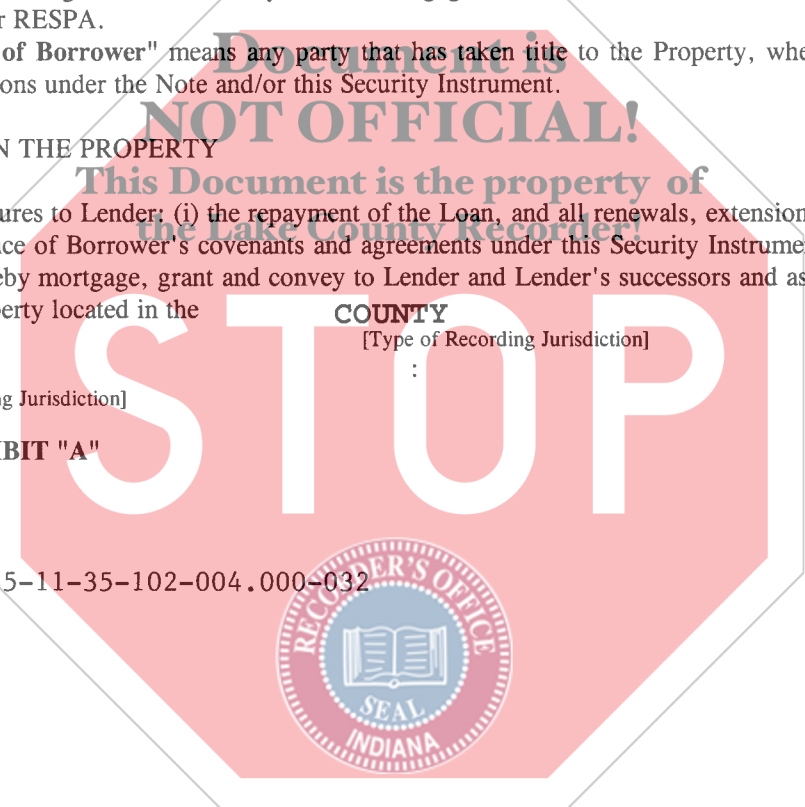 r RESPA.
of Borrower" means any party that has taken title to the Property, whe
ons under the Note and/or this Security Instrument.
Document is
NOT OFFICIAL!
This Document is the property of
the Lake County Recorder!
N THE PROPERTY
ures to Lender: (i) the repayment of the Loan, and all renewals, extension
ce of Borrower's covenants and agreements under this Security Instrume
eby mortgage, grant and convey to Lender and Lender's successors and as
erty located in the COUNTY
[Type of Recording Jurisdiction]
:
ng Jurisdiction]
IBIT "A"
STOP
5-11-35-102-004.000-032
RECORDER'S OFFICE
SEAL
INDIANA